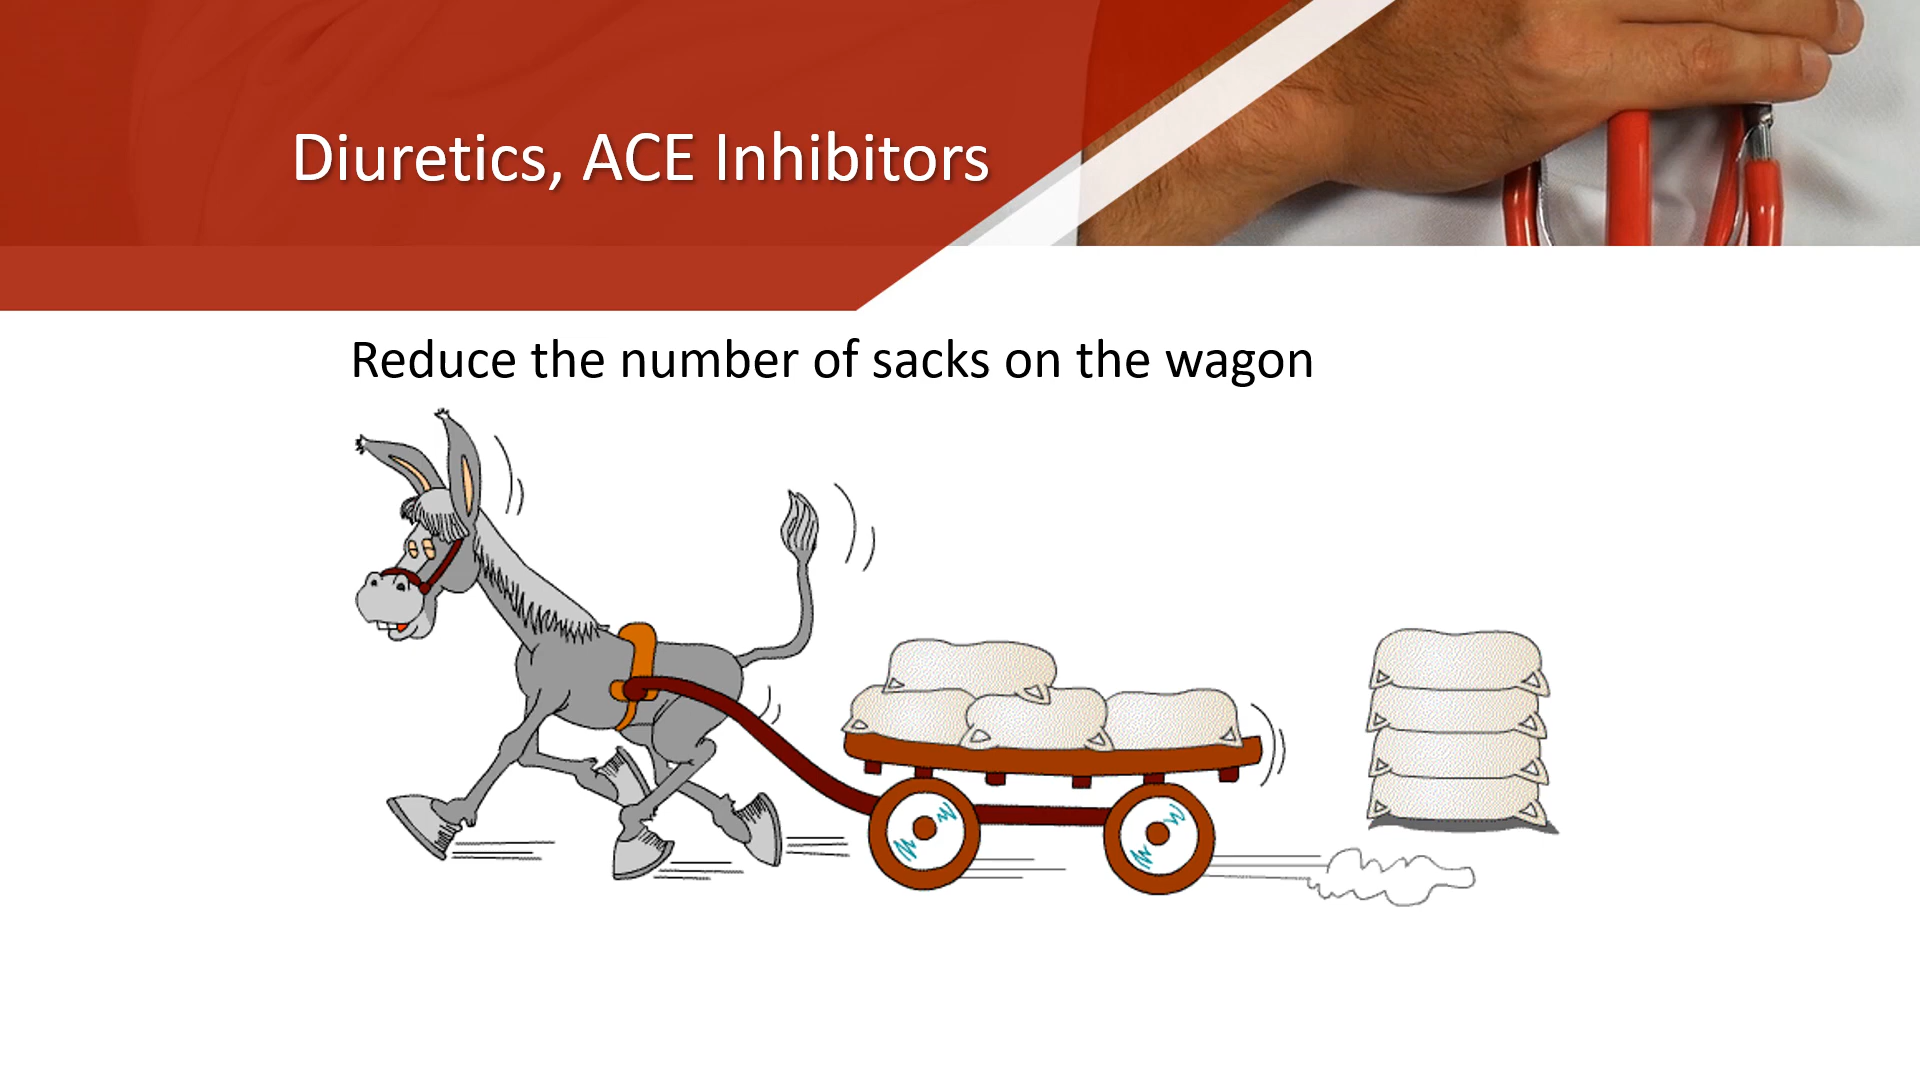 Diuretics, ACE Inhibitors
Reduce the number of sacks on the wagon